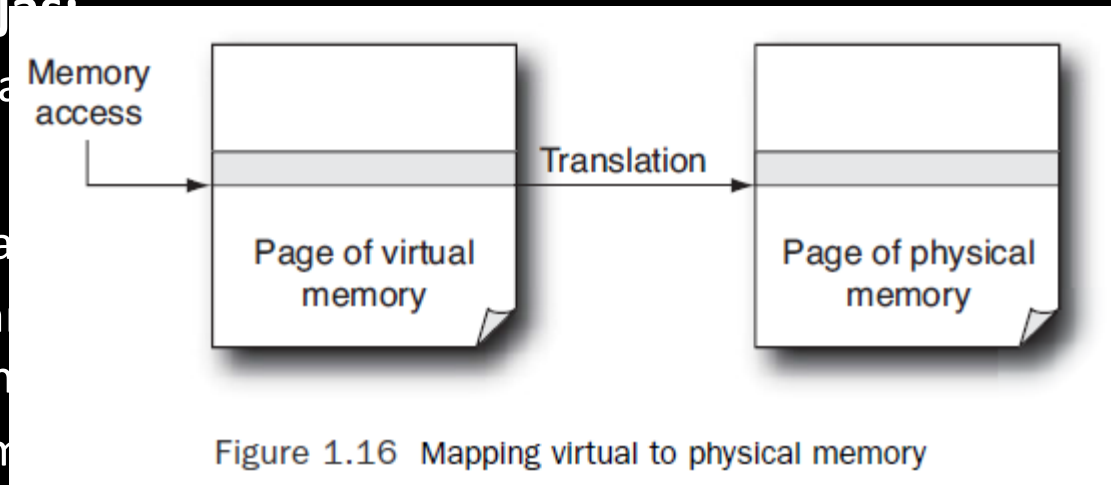 Memory
access
Translation
Page of virtual
memory
Page of physical
memory
Figure 1.16 Mapping virtual to physical memory